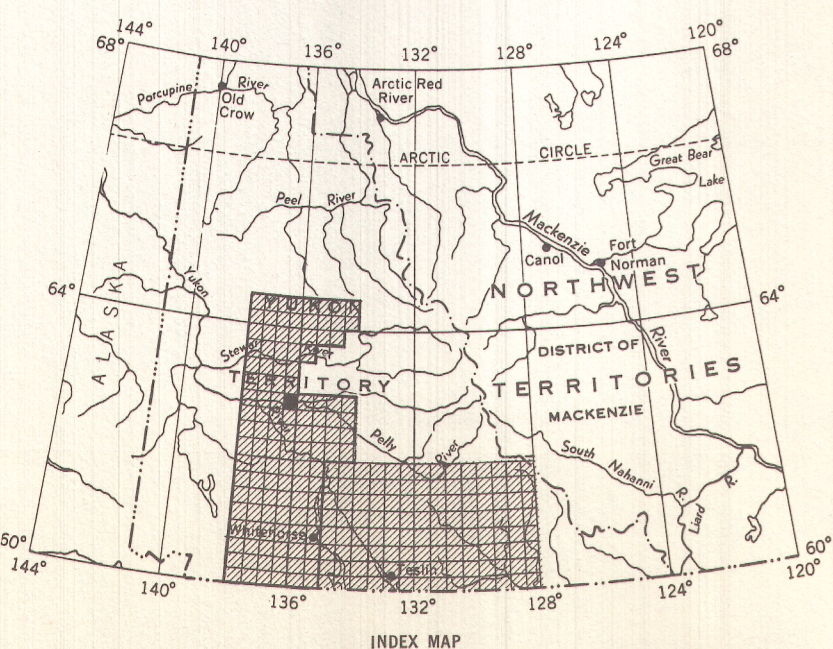 144° 140° 136° 132° 128° 124° 120°
68° 68°
Porcupine River
Old
Crow
Arctic Red
River
ARCTIC CIRCLE
Great Bear
Lake
Peel River
Mackenzie
Canol
Fort
Norman
ALASKA
Yukon
64° 64°
NORTHWEST
YUKON
River
Stewart River
DISTRICT OF
TERRITORY
TERRITORIES
MACKENZIE
Pelly River
South Nahanni R.
Liard R.
Whitehorse
Teslin
60° 60°
144° 140° 136° 132° 128° 124° 120°
INDEX MAP